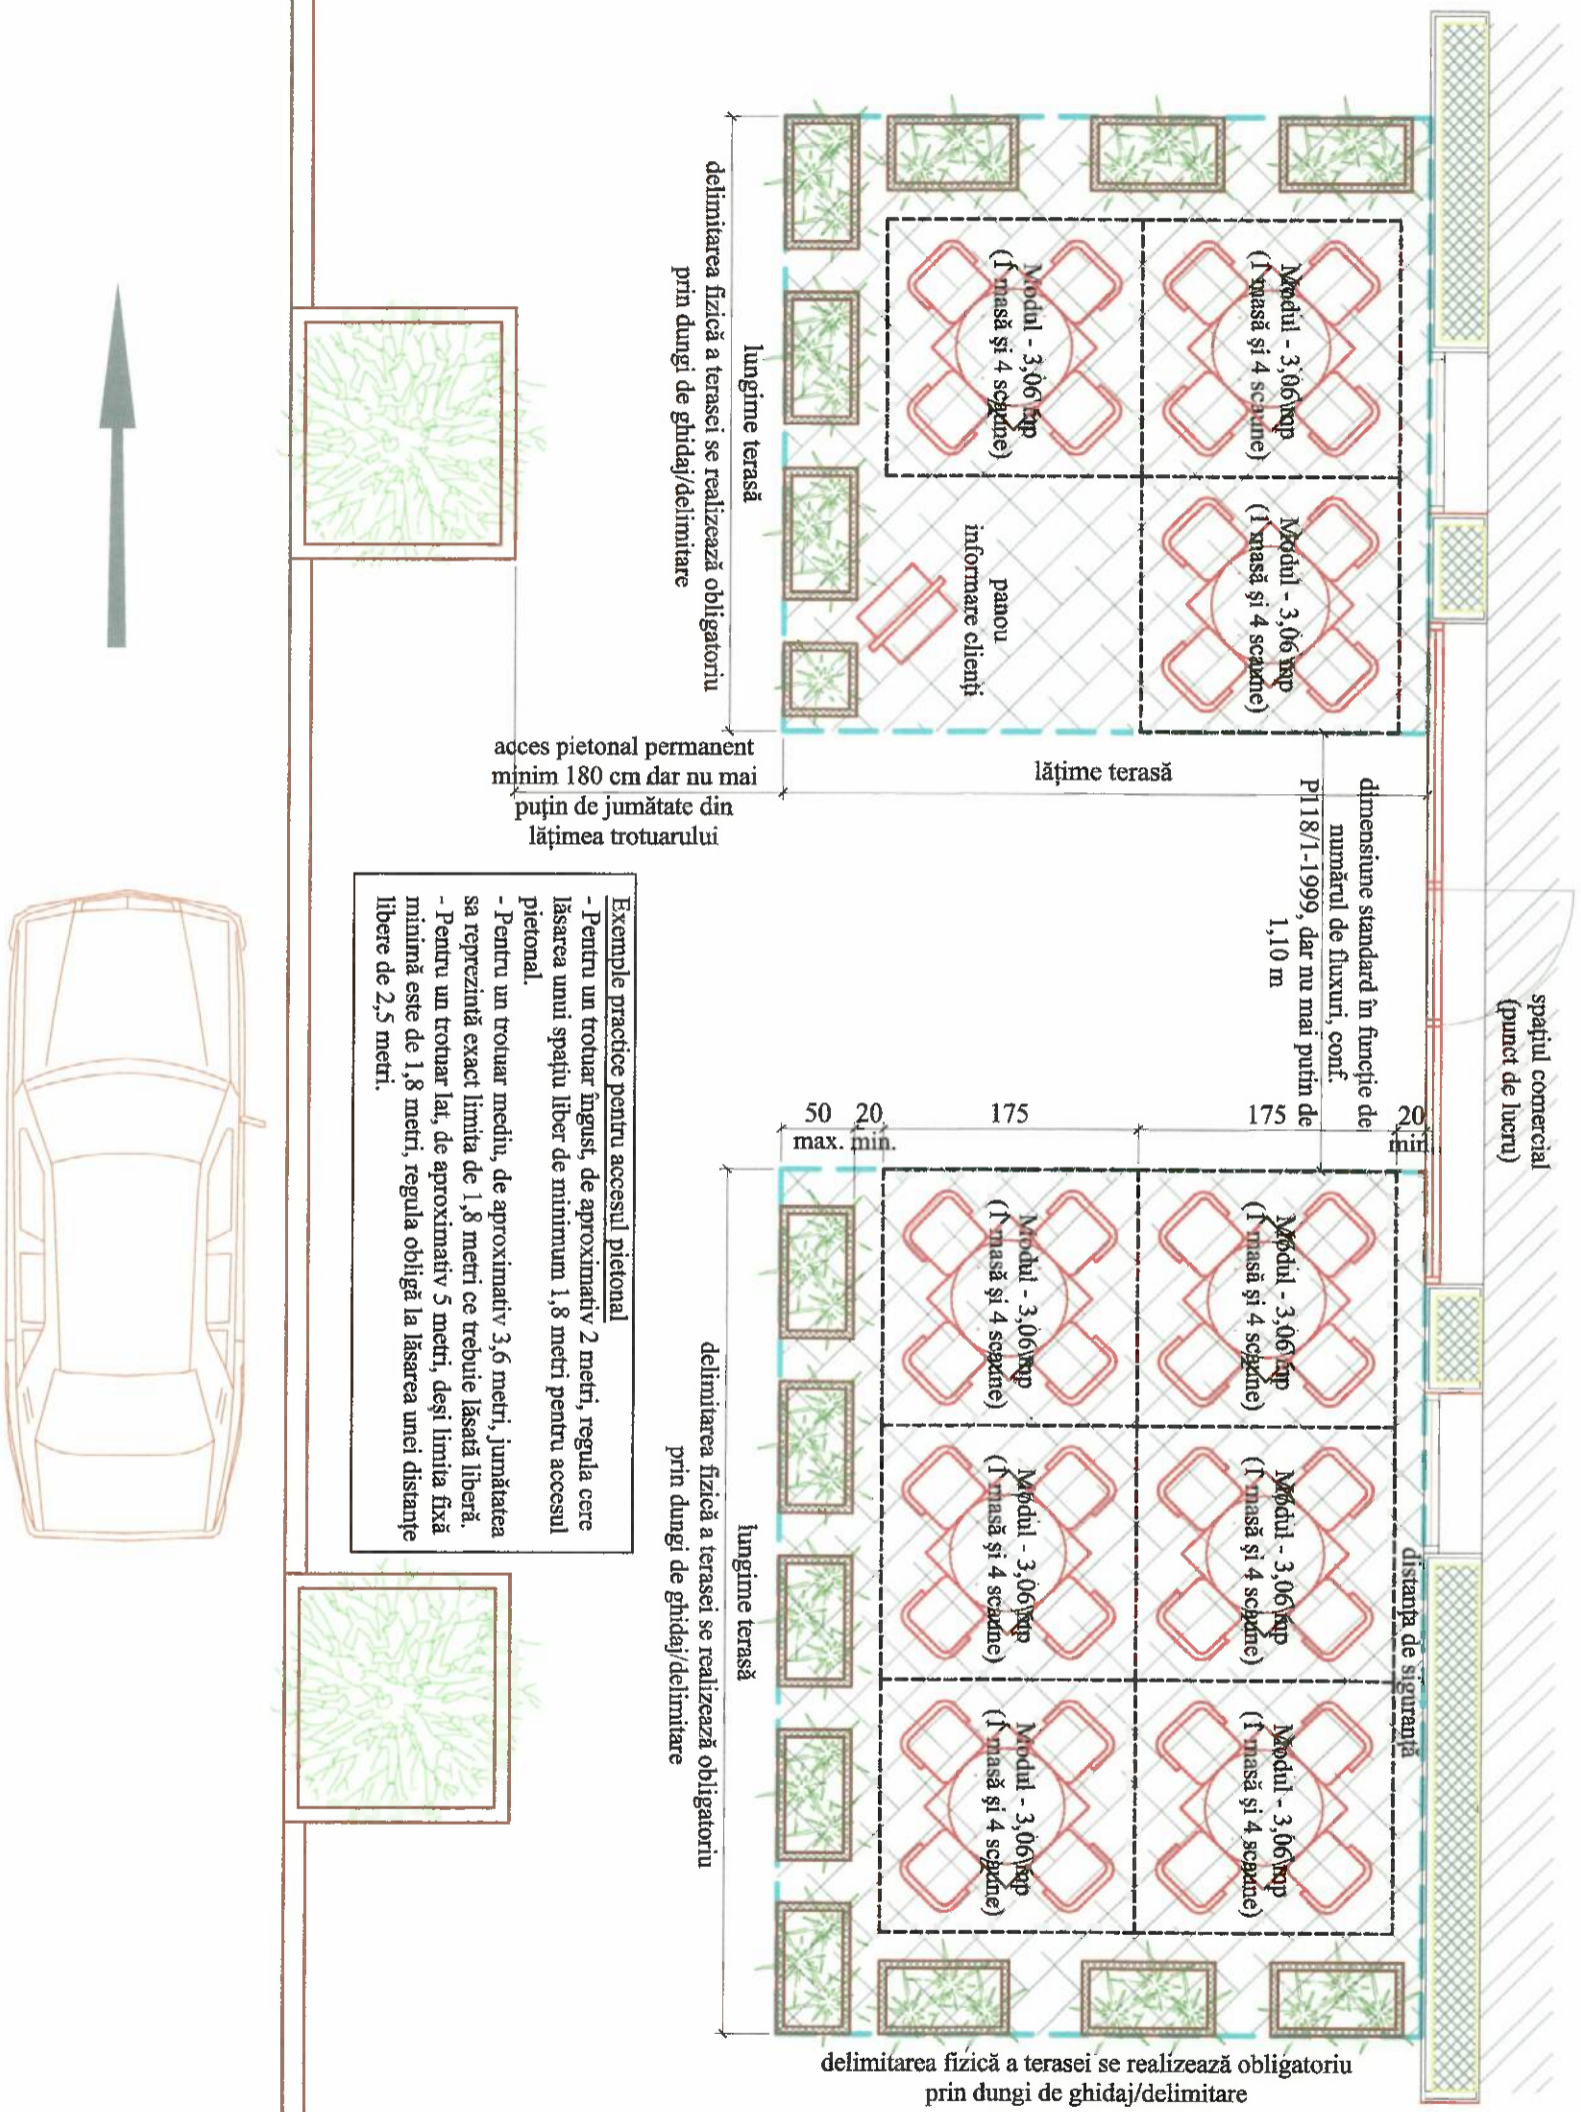 spațiul comercial
(punct de lucru)
distanța de siguranță
Modul - 3,06 mp
(1 masă și 4 scaune)
Modul - 3,06 mp
(1 masă și 4 scaune)
Modul - 3,06 mp
(1 masă și 4 scaune)
panou
informare clienți
lungime terasă
delimitarea fizică a terasei se realizează obligatoriu
prin dungi de ghidaj/delimitare
acces pietonal permanent
minim 180 cm dar nu mai
puțin de jumătate din
lățimea trotuarului
lățime terasă
dimensiune standard în funcție de
numărul de fluxuri, conf.
P118/1-1999, dar nu mai putin de
1,10 m
50
max.
20
min.
175
175
20
min.
Modul - 3,06 mp
(1 masă și 4 scaune)
Modul - 3,06 mp
(1 masă și 4 scaune)
Modul - 3,06 mp
(1 masă și 4 scaune)
Modul - 3,06 mp
(1 masă și 4 scaune)
Modul - 3,06 mp
(1 masă și 4 scaune)
Modul - 3,06 mp
(1 masă și 4 scaune)
lungime terasă
delimitarea fizică a terasei se realizează obligatoriu
prin dungi de ghidaj/delimitare
delimitarea fizică a terasei se realizează obligatoriu
prin dungi de ghidaj/delimitare
Exemple practice pentru accesul pietonal
- Pentru un trotuar îngust, de aproximativ 2 metri, regula cere
lăsarea unui spațiu liber de minimum 1,8 metri pentru accesul
pietonal.
- Pentru un trotuar mediu, de aproximativ 3,6 metri, jumătatea
sa reprezintă exact limita de 1,8 metri ce trebuie lăsată liberă.
- Pentru un trotuar lat, de aproximativ 5 metri, deși limita fixă
minimă este de 1,8 metri, regula obligă la lăsarea unei distanțe
libere de 2,5 metri.